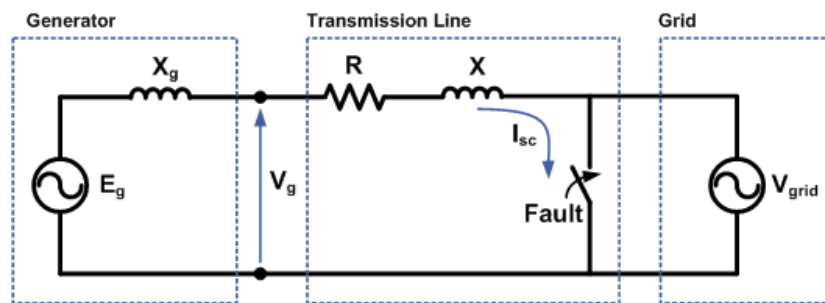 Generator
Transmission Line
Grid
Xg
R
X
Isc
Eg
Vg
Fault
Vgrid